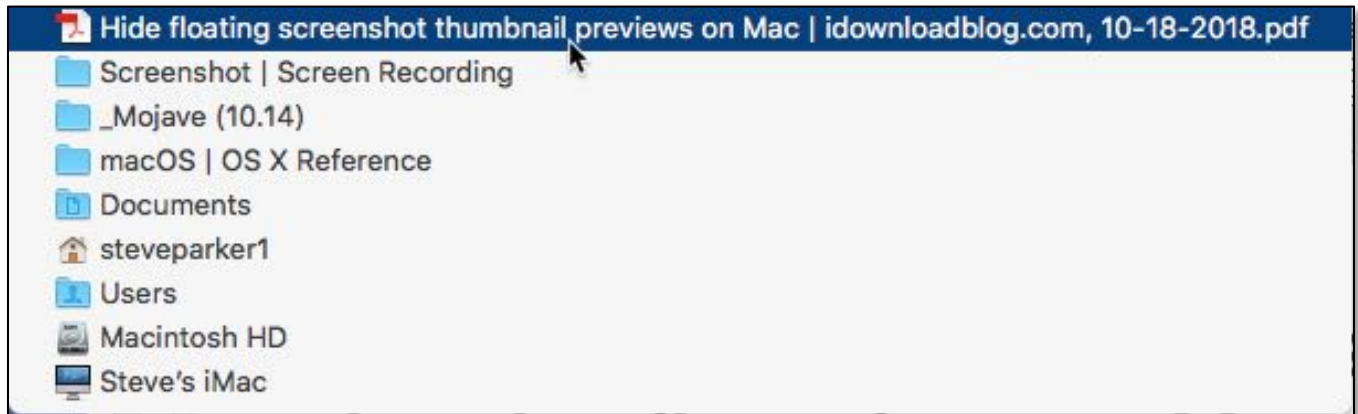 Hide floating screenshot thumbnail previews on Mac | idownloadblog.com, 10-18-2018.pdf
Screenshot | Screen Recording
_Mojave (10.14)
macOS | OS X Reference
Documents
steveparker1
Users
Macintosh HD
Steve's iMac